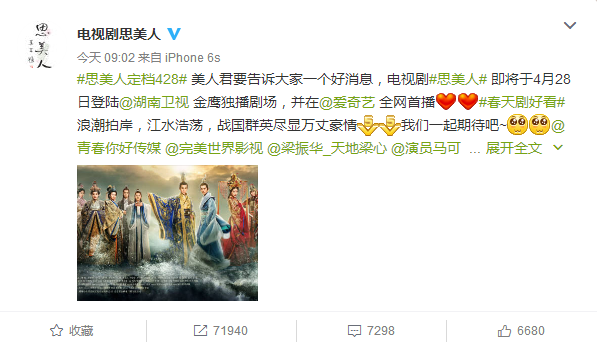 思美人
电视剧思美人
今天 09:02 来自 iPhone 6s
#思美人定档428# 美人君要告诉大家一个好消息，电视剧#思美人# 即将于4月28
日登陆@湖南卫视 金鹰独播剧场，并在@爱奇艺 全网首播#春天剧好看#
浪潮拍岸，江水浩荡，战国群英尽显万丈豪情 我们一起期待吧~ @
青春你好传媒 @完美世界影视 @梁振华_天地梁心 @演员马可 ... 展开全文
收藏
71940
7298
6680